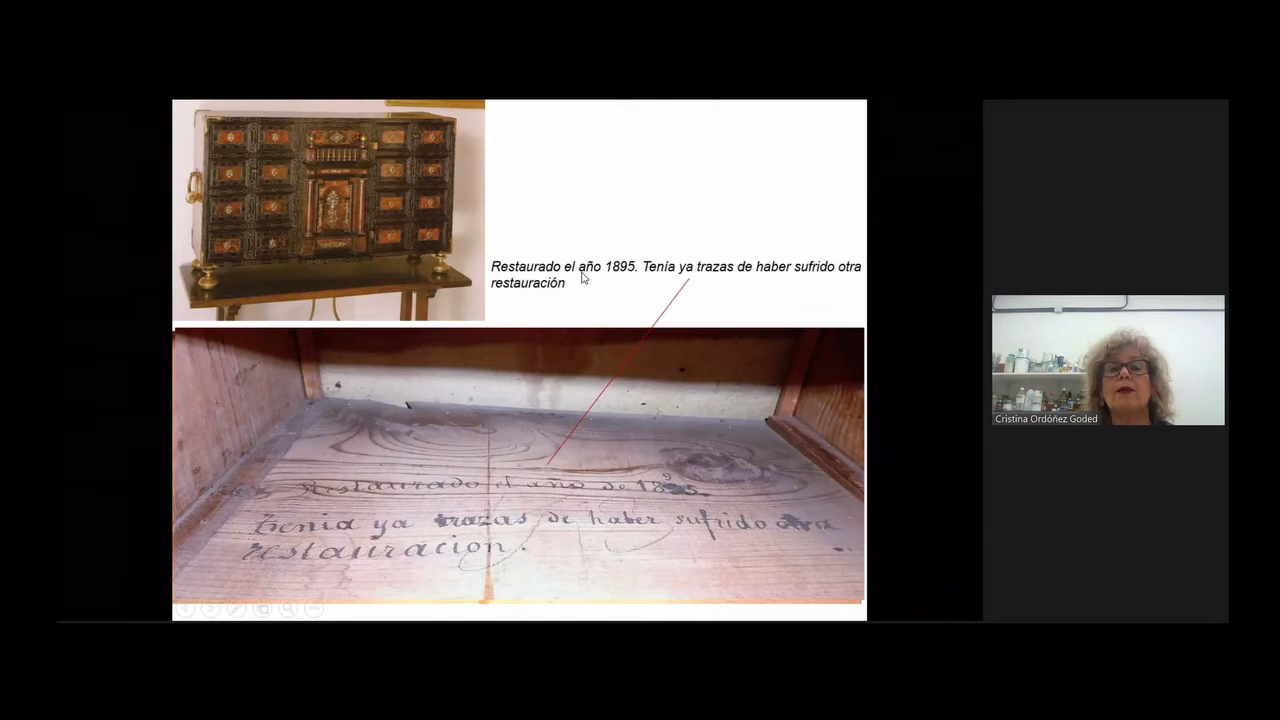 Restaurado el año 1895. Tenía ya trazas de haber sufrido otra
restauración
Restaurado el año de 1895.
Tenia ya trazas de haber sufrido otra
restauracion.
Cristina Ordóñez Goded